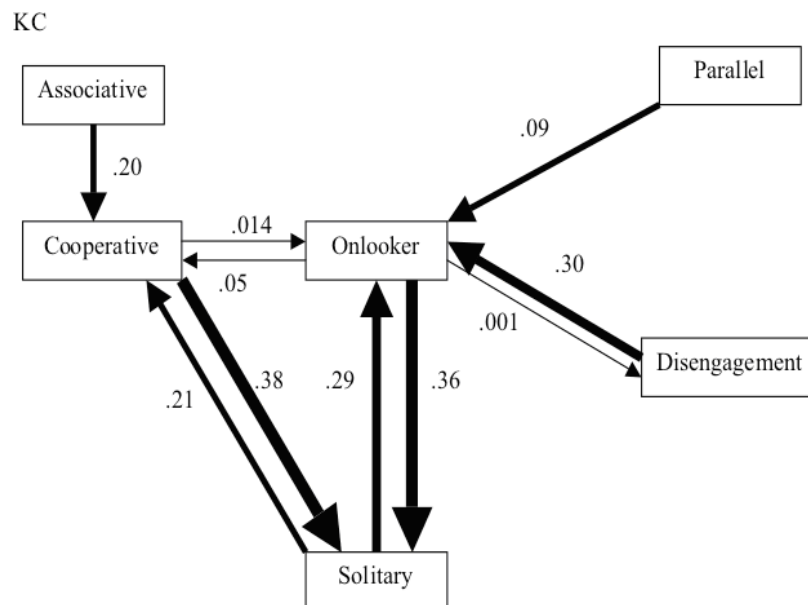 KC
Parallel
Associative
.09
.20
.014
Cooperative
Onlooker
.05
.30
.001
Disengagement
.38
.29
.36
.21
Solitary